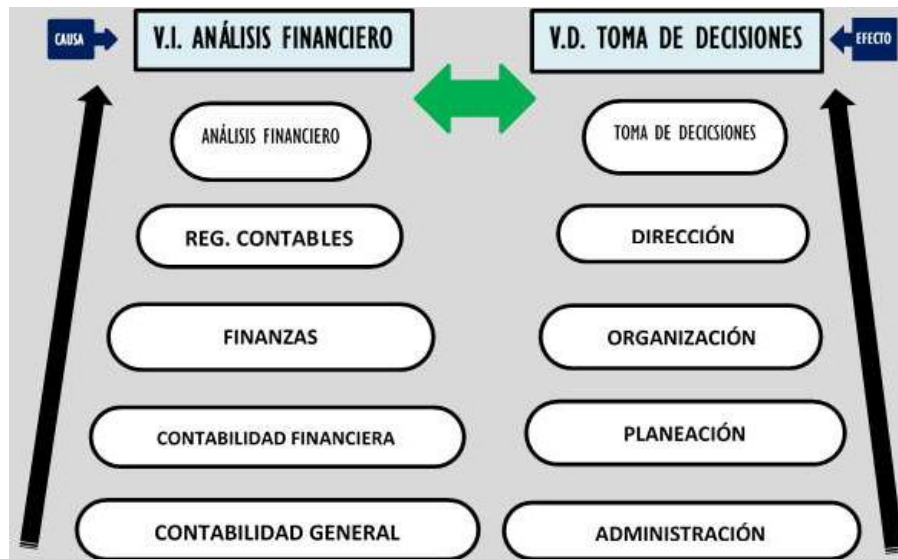 CAUSA
V.I. ANÁLISIS FINANCIERO
V.D. TOMA DE DECISIONES
EFECTO
ANÁLISIS FINANCIERO
TOMA DE DECICSIONES
REG. CONTABLES
DIRECCIÓN
FINANZAS
ORGANIZACIÓN
CONTABILIDAD FINANCIERA
PLANEACIÓN
CONTABILIDAD GENERAL
ADMINISTRACIÓN